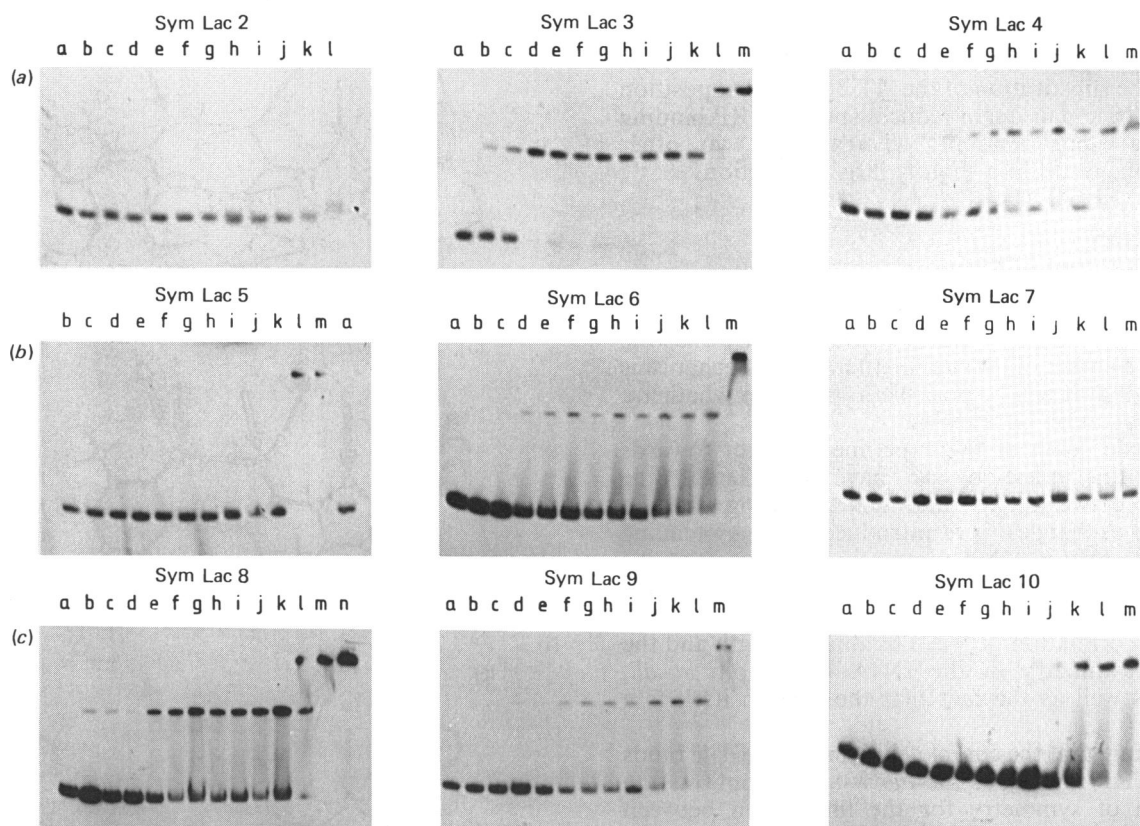 Sym Lac 2
a b c d e f g h i j k l
Sym Lac 3
a b c d e f g h i j k l m
Sym Lac 4
a b c d e f g h i j k l m
(a)
Sym Lac 5
b c d e f g h i j k l m a
Sym Lac 6
a b c d e f g h i j k l m
Sym Lac 7
a b c d e f g h i j k l m
(b)
Sym Lac 8
a b c d e f g h i j k l m n
Sym Lac 9
a b c d e f g h i j k l m
Sym Lac 10
a b c d e f g h i j k l m
(c)